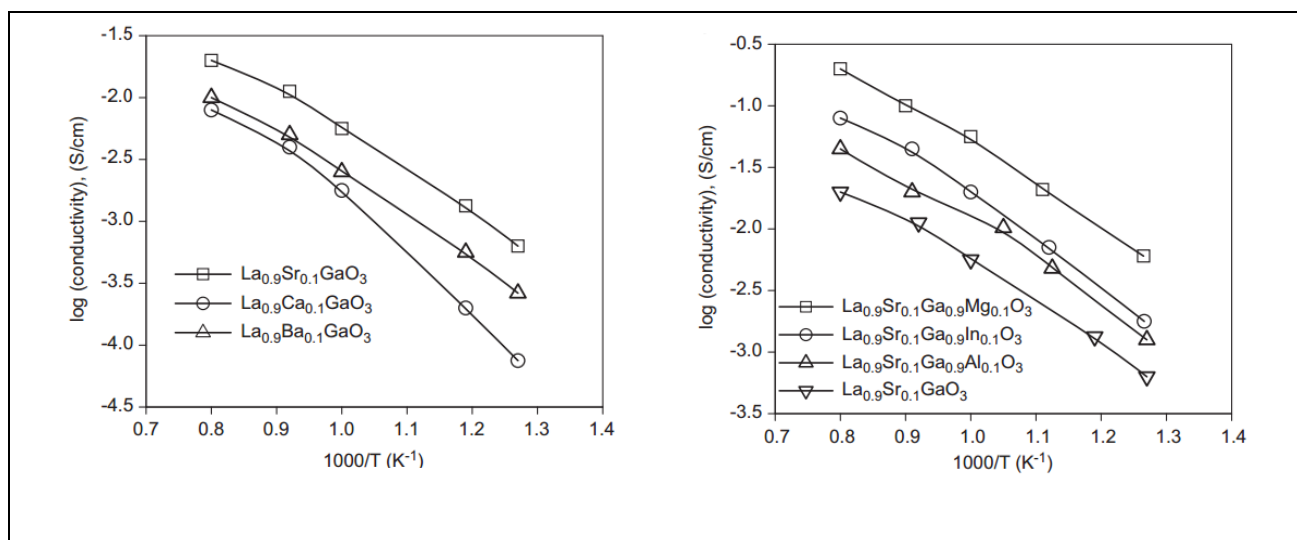 -1.5
-2.0
-2.5
-3.0
-3.5
-4.0
-4.5
log (conductivity), (S/cm)
La0.9Sr0.1GaO3
La0.9Ca0.1GaO3
La0.9Ba0.1GaO3
0.7 0.8 0.9 1.0 1.1 1.2 1.3 1.4
1000/T (K-1)
-0.5
-1.0
-1.5
-2.0
-2.5
-3.0
-3.5
log (conductivity), (S/cm)
La0.9Sr0.1Ga0.9Mg0.1O3
La0.9Sr0.1Ga0.9In0.1O3
La0.9Sr0.1Ga0.9Al0.1O3
La0.9Sr0.1GaO3
0.7 0.8 0.9 1.0 1.1 1.2 1.3 1.4
1000/T (K-1)